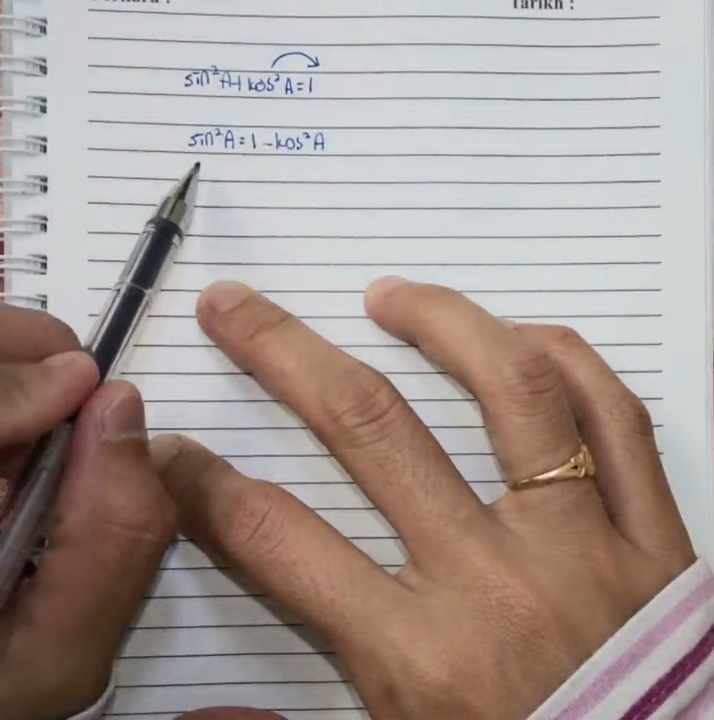 Tarikh :
sin²A + kos²A = 1
sin²A = 1 - kos²A